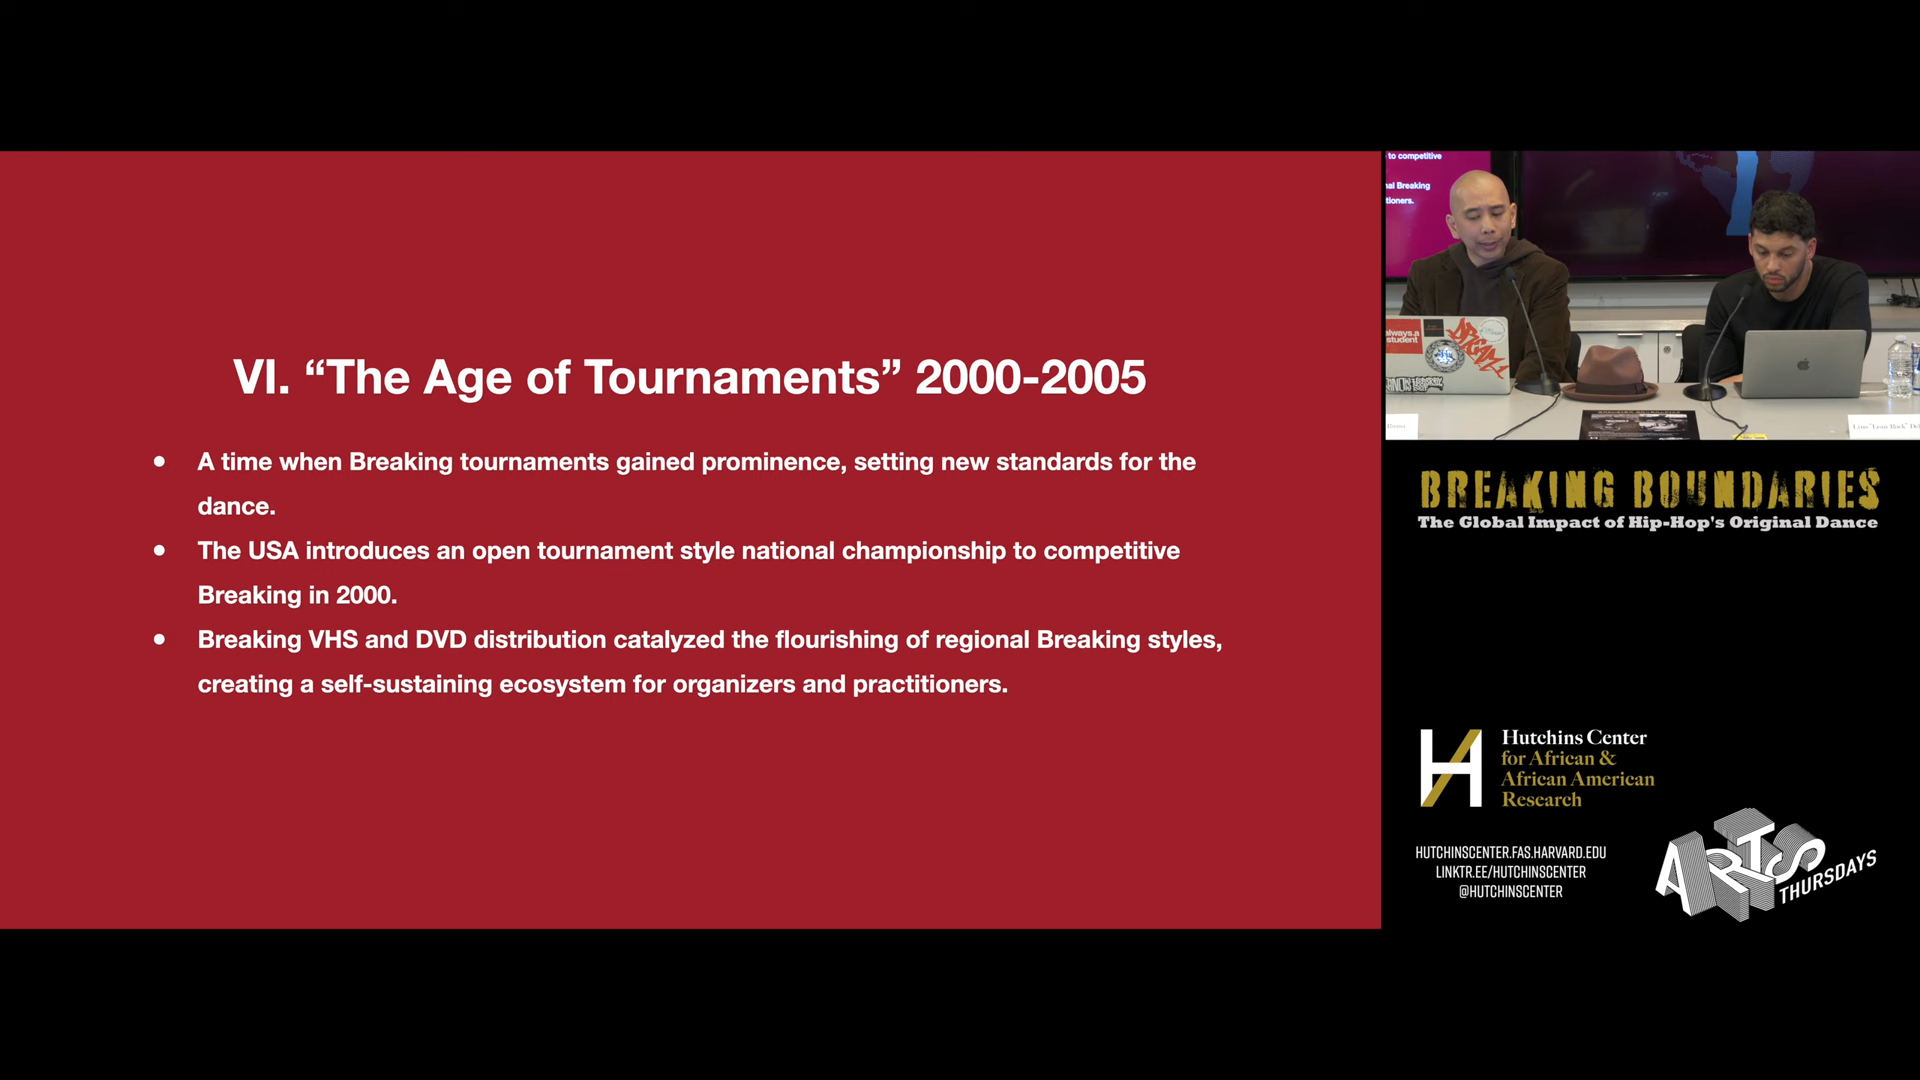 VI. “The Age of Tournaments” 2000-2005
● A time when Breaking tournaments gained prominence, setting new standards for the
dance.
● The USA introduces an open tournament style national championship to competitive
Breaking in 2000.
● Breaking VHS and DVD distribution catalyzed the flourishing of regional Breaking styles,
creating a self-sustaining ecosystem for organizers and practitioners.
to competitive
nal Breaking
tioners.
always.a
student
DREAM
BREAKING BOUNDARIES
The Global Impact of Hip-Hop's Original Dance
Hutchins Center
for African &
African American
Research
HUTCHINSCENTER.FAS.HARVARD.EDU
LINKTR.EE/HUTCHINSCENTER
@HUTCHINSCENTER
ARTS
THURSDAYS